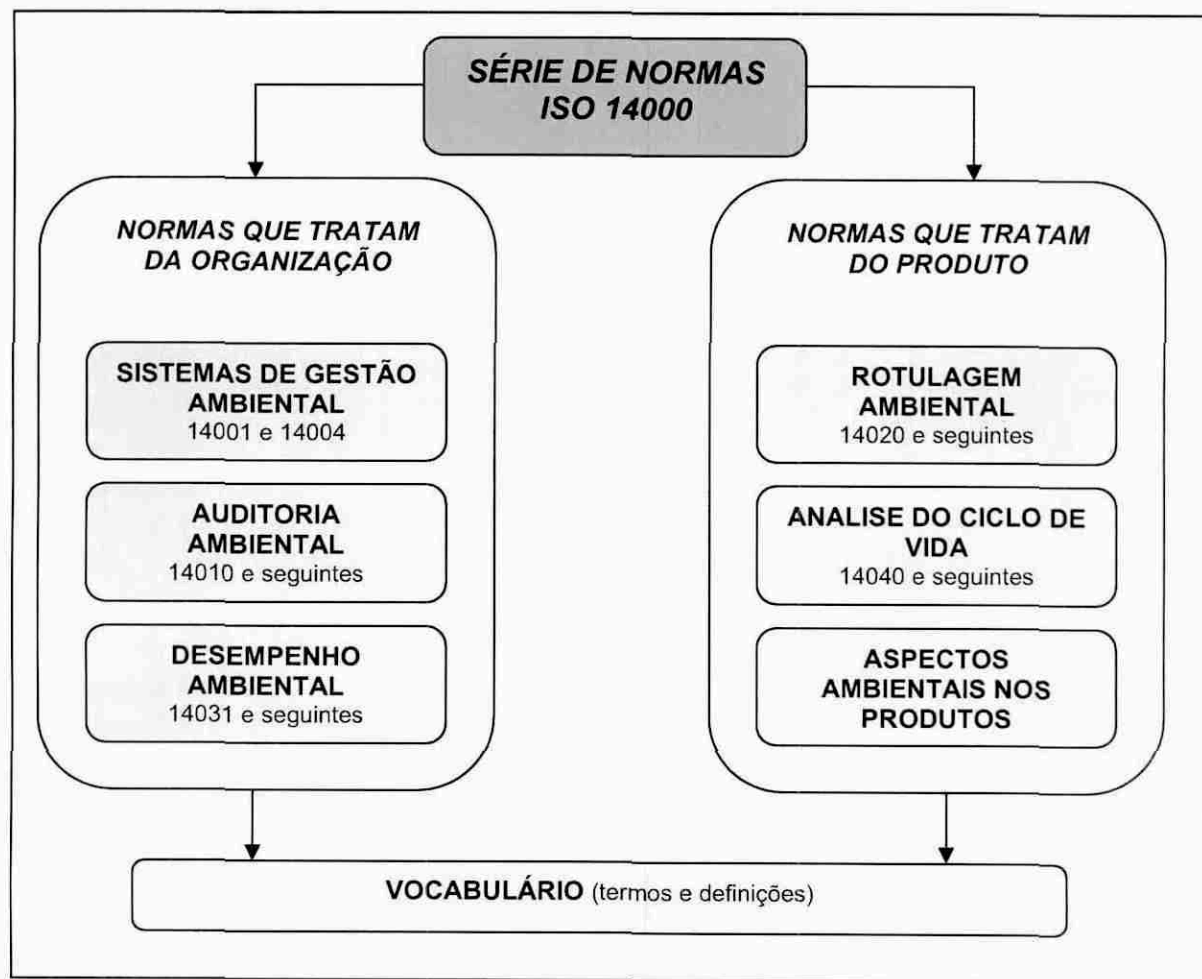 SÉRIE DE NORMAS
ISO 14000
NORMAS QUE TRATAM
DA ORGANIZAÇÃO
SISTEMAS DE GESTÃO
AMBIENTAL
14001 e 14004
AUDITORIA
AMBIENTAL
14010 e seguintes
DESEMPENHO
AMBIENTAL
14031 e seguintes
NORMAS QUE TRATAM
DO PRODUTO
ROTULAGEM
AMBIENTAL
14020 e seguintes
ANALISE DO CICLO DE
VIDA
14040 e seguintes
ASPECTOS
AMBIENTAIS NOS
PRODUTOS
VOCABULÁRIO (termos e definições)